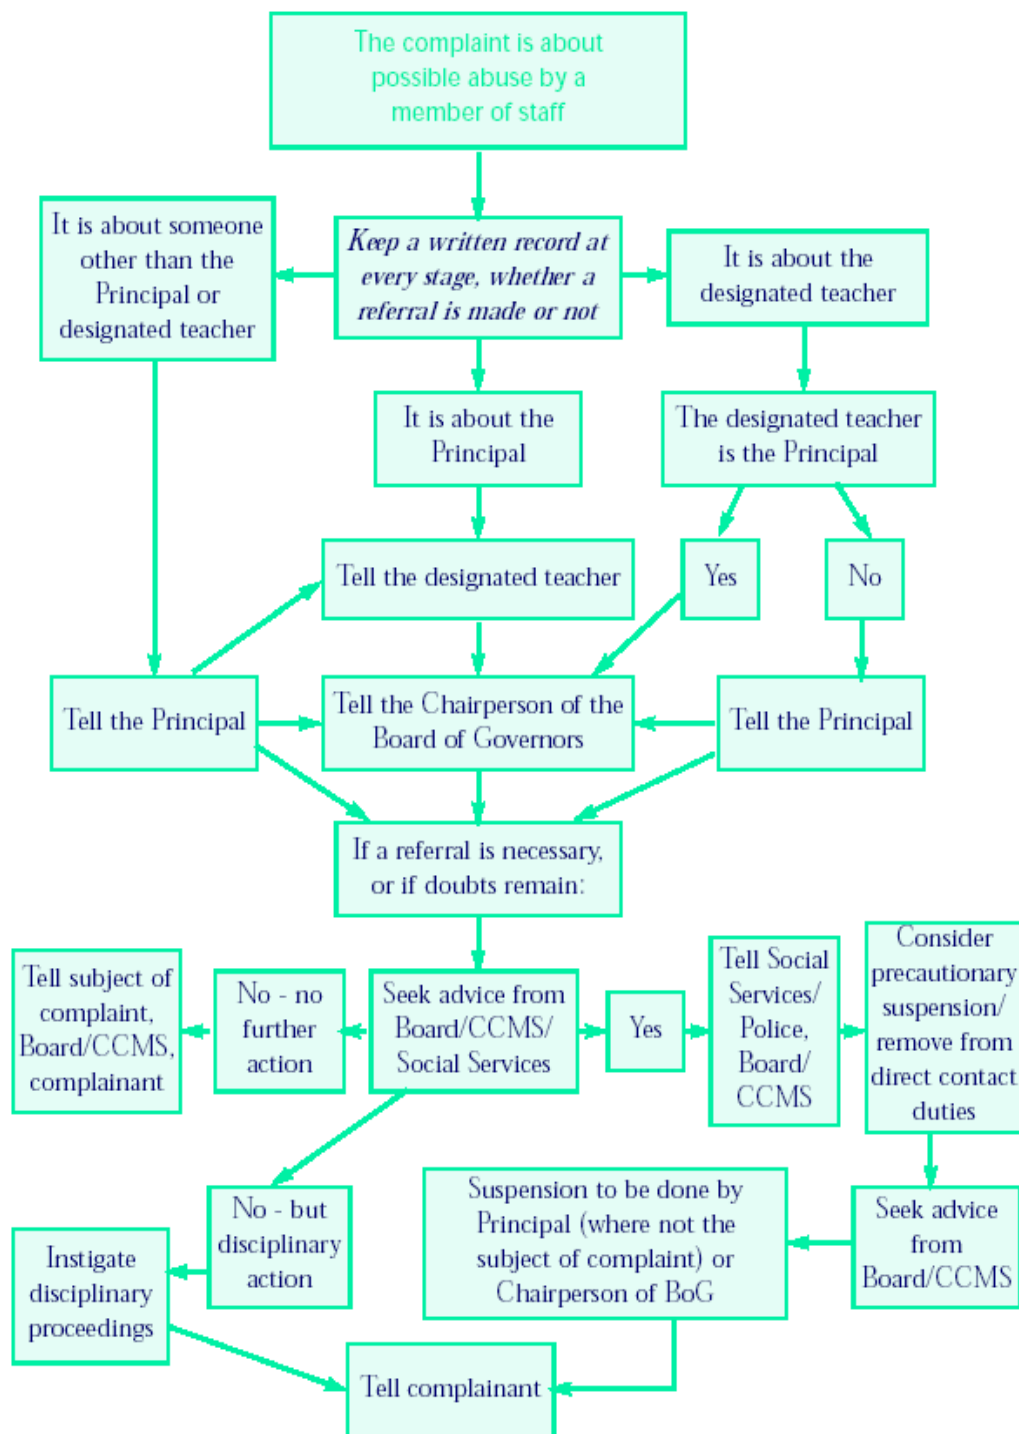 The complaint is about
possible abuse by a
member of staff
It is about someone
other than the
Principal or
designated teacher
Keep a written record at
every stage, whether a
referral is made or not
It is about the
designated teacher
It is about the
Principal
The designated teacher
is the Principal
Tell the designated teacher
Yes
No
Tell the Principal
Tell the Chairperson of the
Board of Governors
Tell the Principal
If a referral is necessary,
or if doubts remain:
Tell subject of
complaint,
Board/CCMS,
complainant
No - no
further
action
Seek advice from
Board/CCMS/
Social Services
Yes
Tell Social
Services/
Police,
Board/
CCMS
Consider
precautionary
suspension/
remove from
direct contact
duties
Instigate
disciplinary
proceedings
No - but
disciplinary
action
Suspension to be done by
Principal (where not the
subject of complaint) or
Chairperson of BoG
Seek advice
from
Board/CCMS
Tell complainant